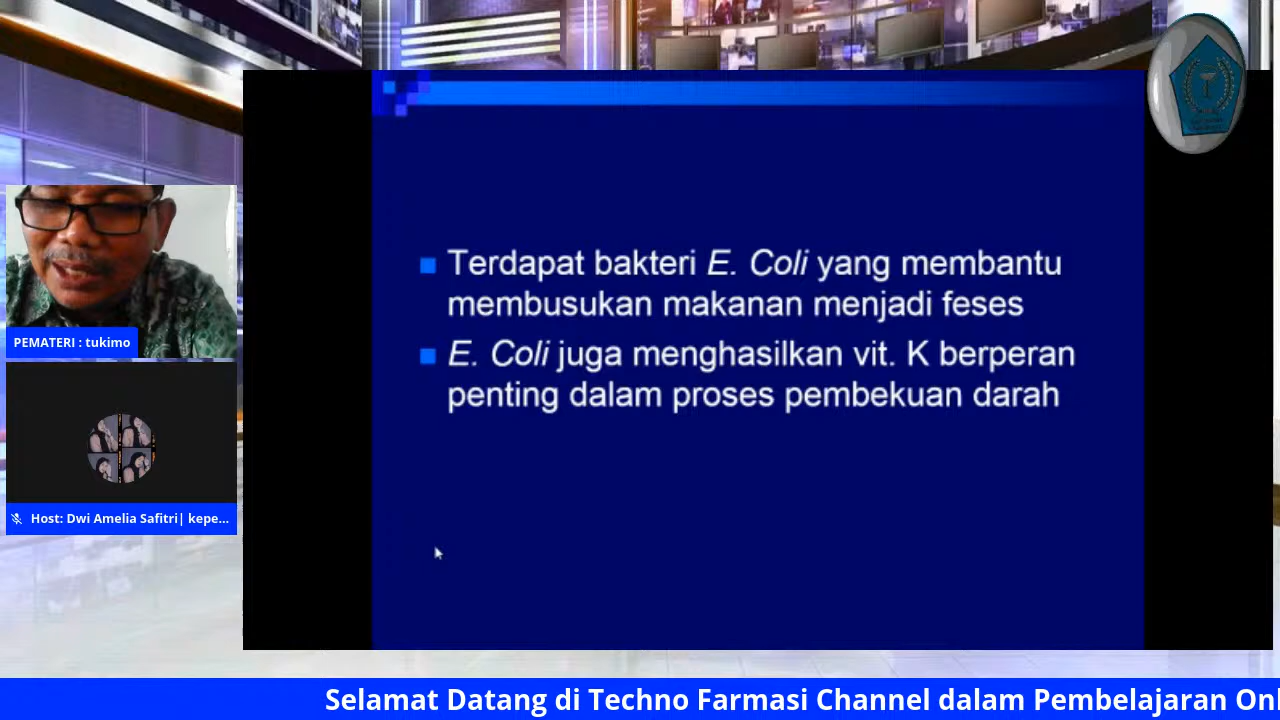 Terdapat bakteri E. Coli yang membantu
membusukan makanan menjadi feses
E. Coli juga menghasilkan vit. K berperan
penting dalam proses pembekuan darah
PEMATERI : tukimo
Host: Dwi Amelia Safitri| kepe...
Selamat Datang di Techno Farmasi Channel dalam Pembelajaran On